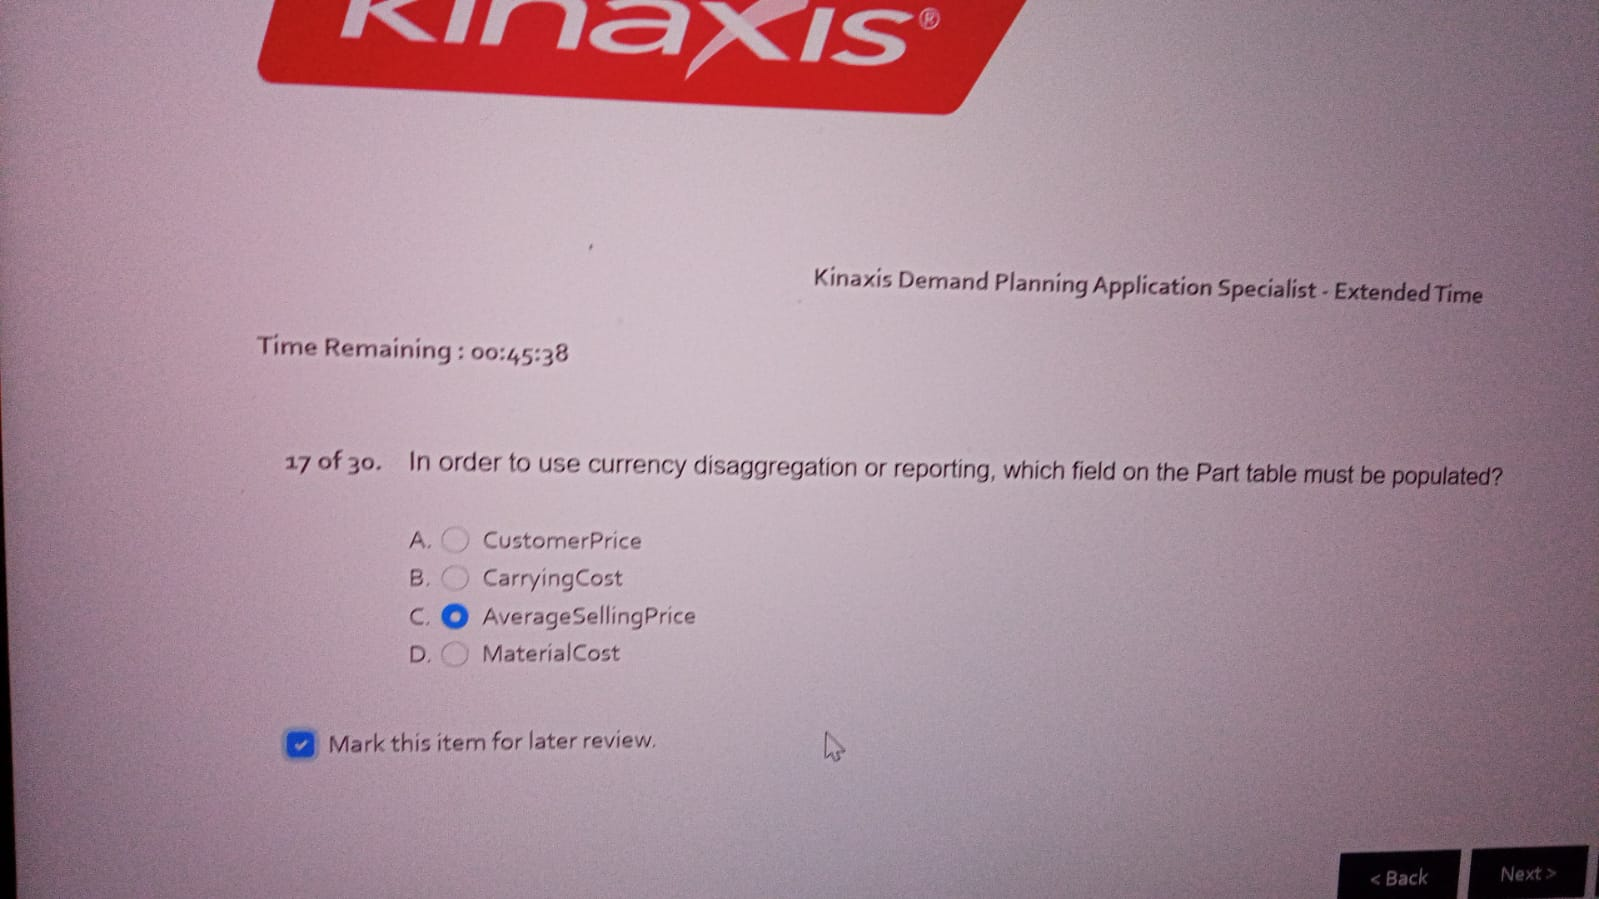 Kinaxis®
Kinaxis Demand Planning Application Specialist - Extended Time
Time Remaining : 00:45:38
17 of 30. In order to use currency disaggregation or reporting, which field on the Part table must be populated?
A. CustomerPrice
B. CarryingCost
C. AverageSellingPrice
D. MaterialCost
Mark this item for later review.
< Back Next >